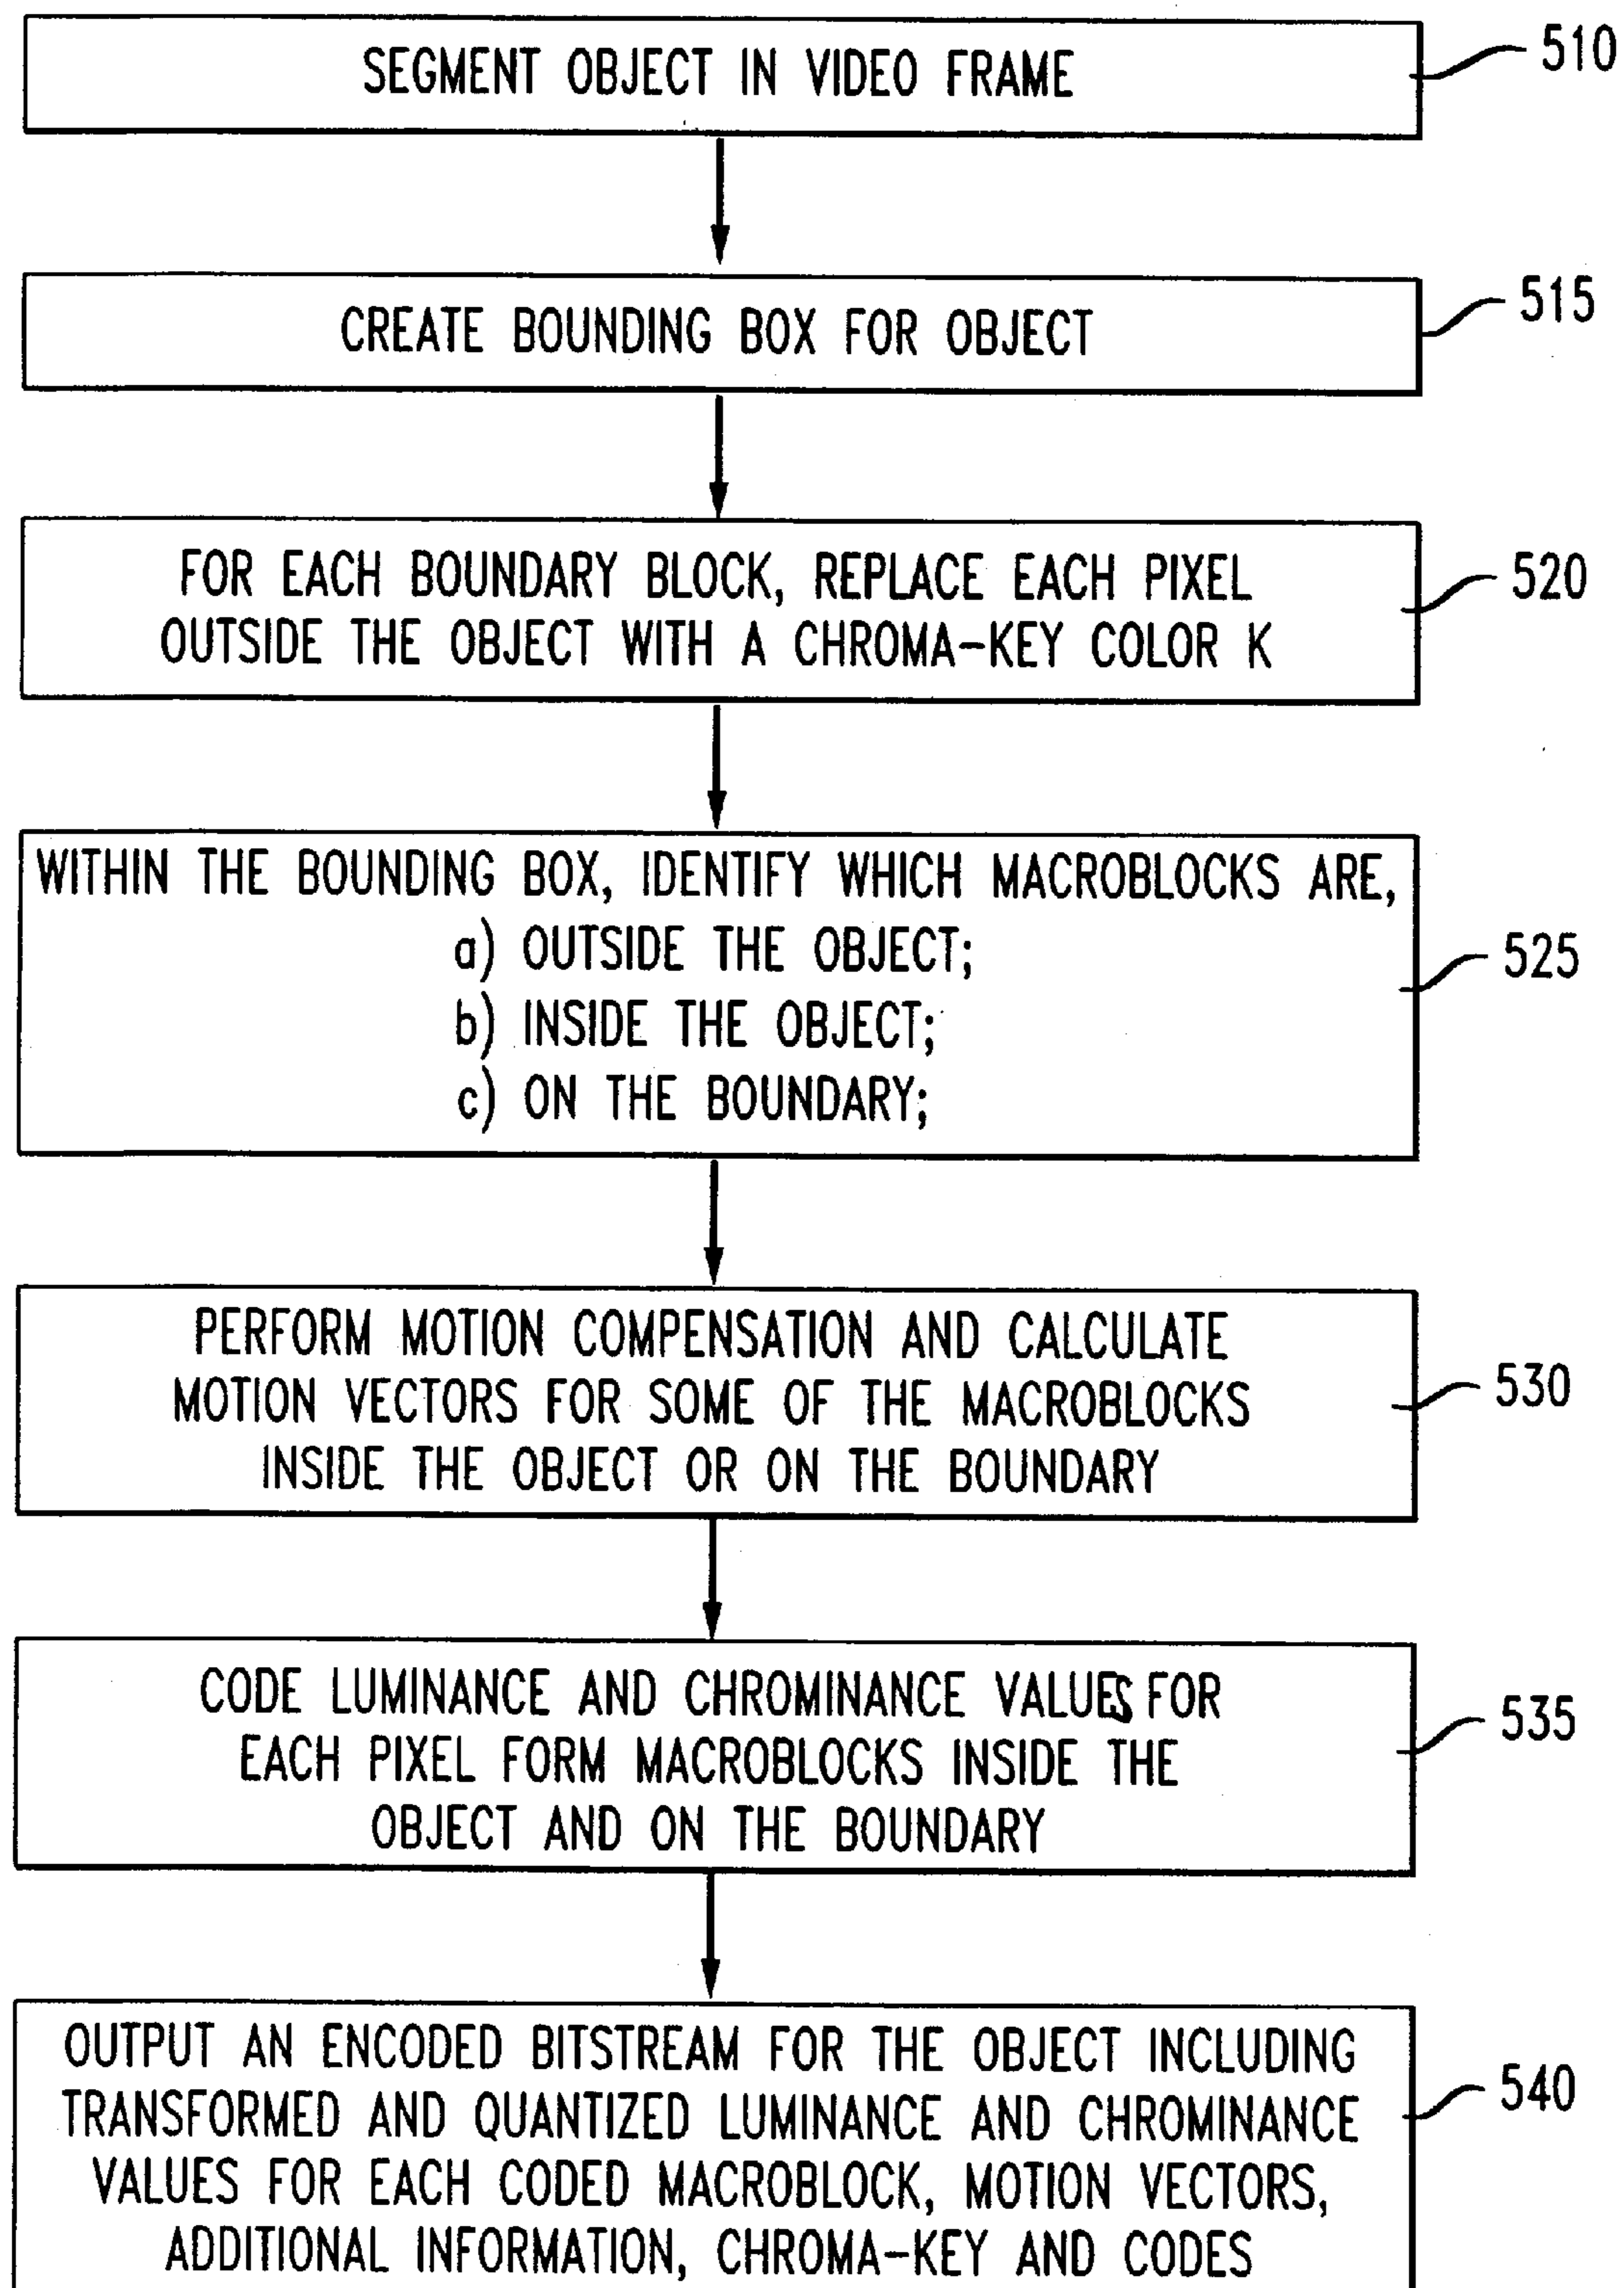 SEGMENT OBJECT IN VIDEO FRAME
510
CREATE BOUNDING BOX FOR OBJECT
515
FOR EACH BOUNDARY BLOCK, REPLACE EACH PIXEL
OUTSIDE THE OBJECT WITH A CHROMA-KEY COLOR K
520
WITHIN THE BOUNDING BOX, IDENTIFY WHICH MACROBLOCKS ARE,
a) OUTSIDE THE OBJECT;
b) INSIDE THE OBJECT;
c) ON THE BOUNDARY;
525
PERFORM MOTION COMPENSATION AND CALCULATE
MOTION VECTORS FOR SOME OF THE MACROBLOCKS
INSIDE THE OBJECT OR ON THE BOUNDARY
530
CODE LUMINANCE AND CHROMINANCE VALUES FOR
EACH PIXEL FORM MACROBLOCKS INSIDE THE
OBJECT AND ON THE BOUNDARY
535
OUTPUT AN ENCODED BITSTREAM FOR THE OBJECT INCLUDING
TRANSFORMED AND QUANTIZED LUMINANCE AND CHROMINANCE
VALUES FOR EACH CODED MACROBLOCK, MOTION VECTORS,
ADDITIONAL INFORMATION, CHROMA-KEY AND CODES
540